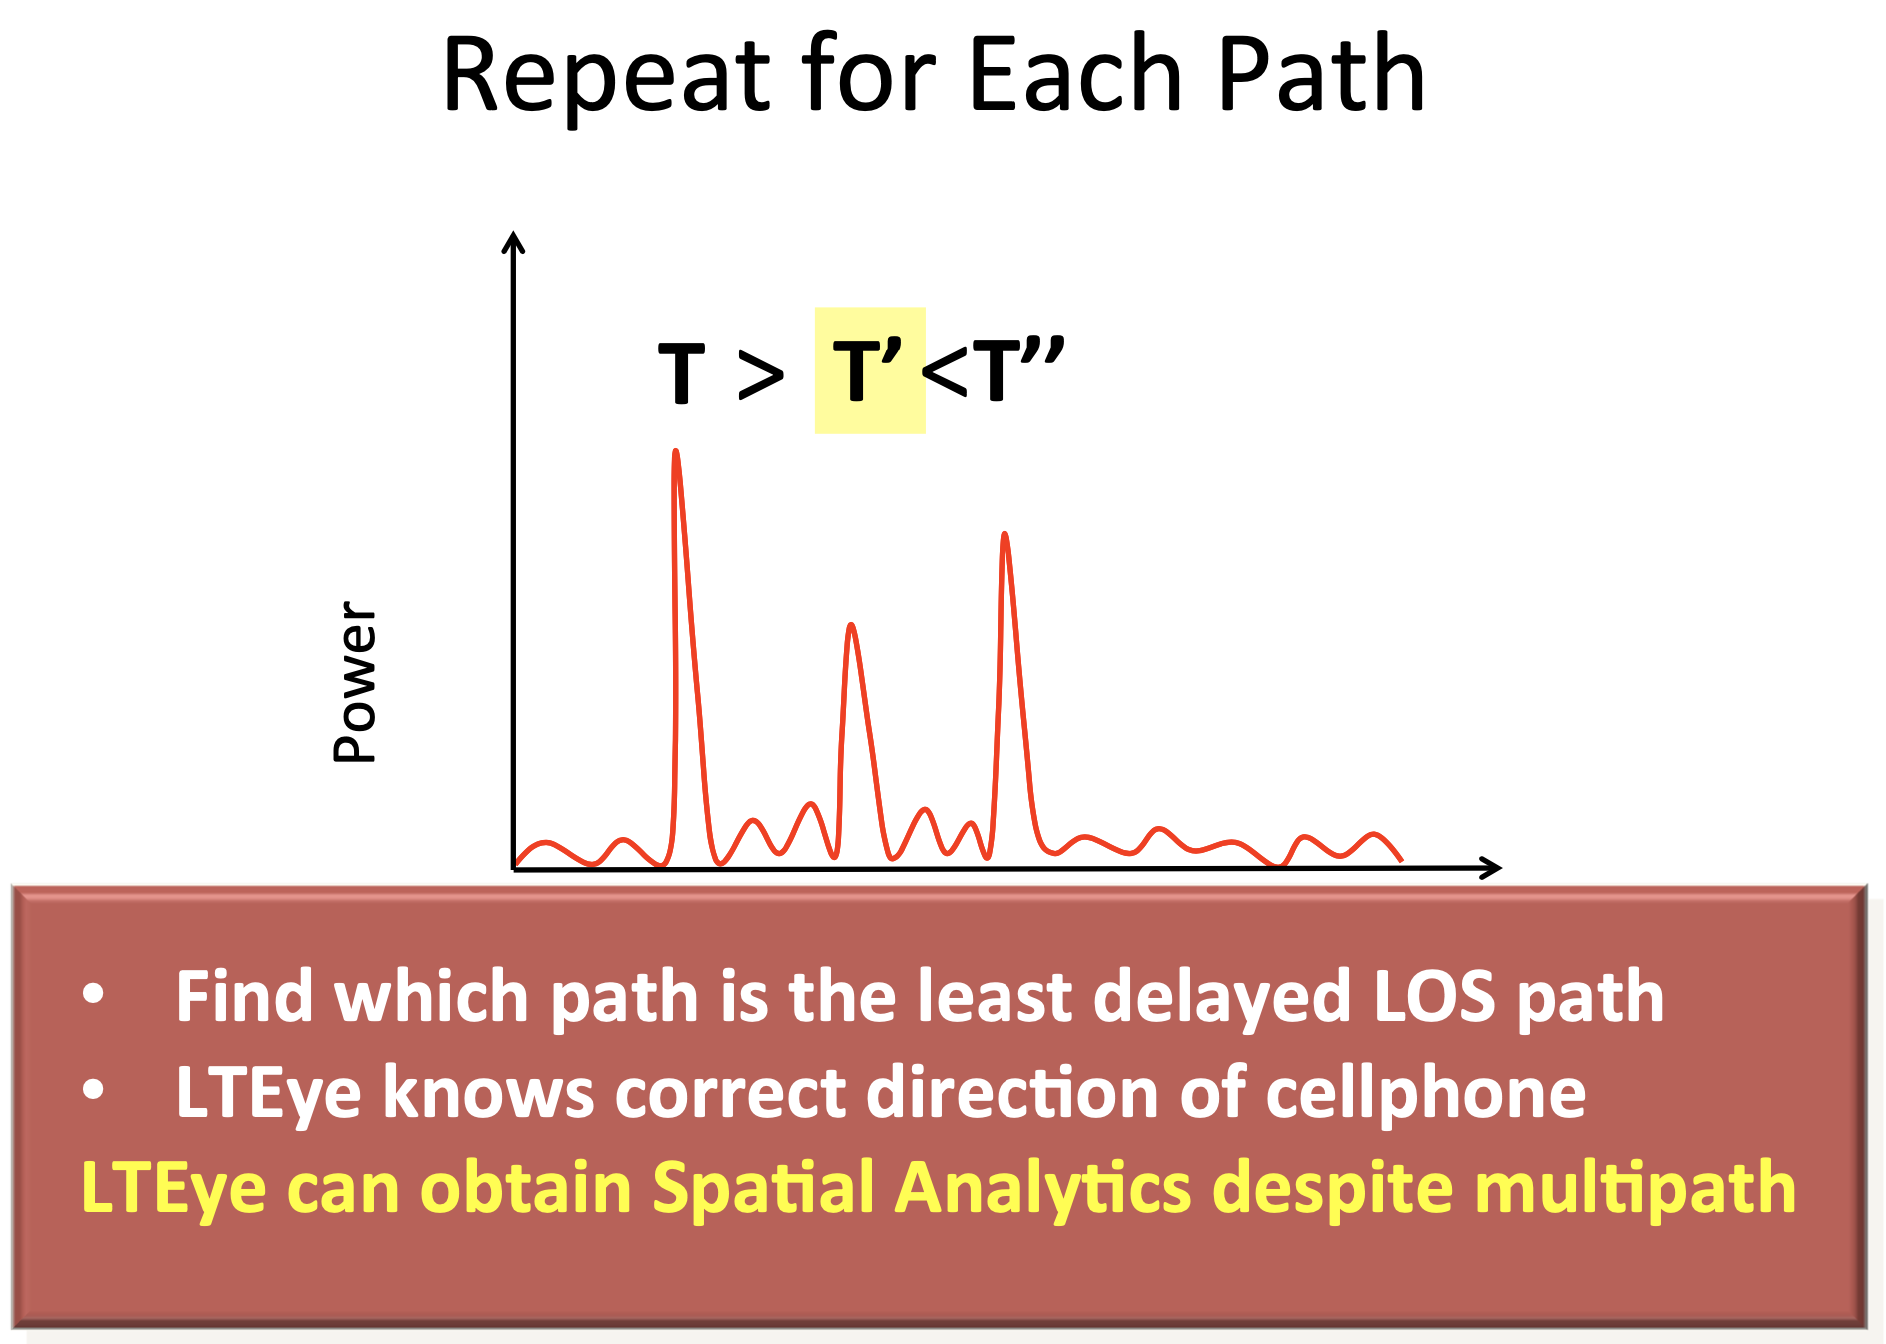 Repeat for Each Path
T > T’ <T’’
Power
• Find which path is the least delayed LOS path
• LTEye knows correct direction of cellphone
LTEye can obtain Spatial Analytics despite multipath